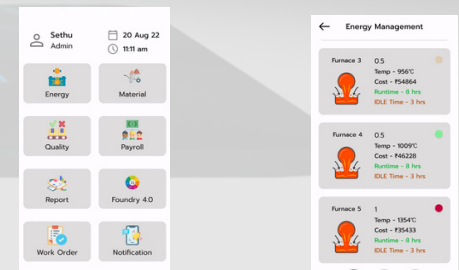 Sethu
Admin
20 Aug 22
11:11 am
Energy
Material
Quality
Payroll
Report
Foundry 4.0
Work Order
Notification
Energy Management
Furnace 3
0.5
Temp - 956°C
Cost - ₹54864
Runtime - 8 hrs
IDLE Time - 3 hrs
Furnace 4
0.5
Temp - 1009°C
Cost - ₹46228
Runtime - 8 hrs
IDLE Time - 3 hrs
Furnace 5
1
Temp - 1354°C
Cost - ₹35433
Runtime - 8 hrs
IDLE Time - 3 hrs